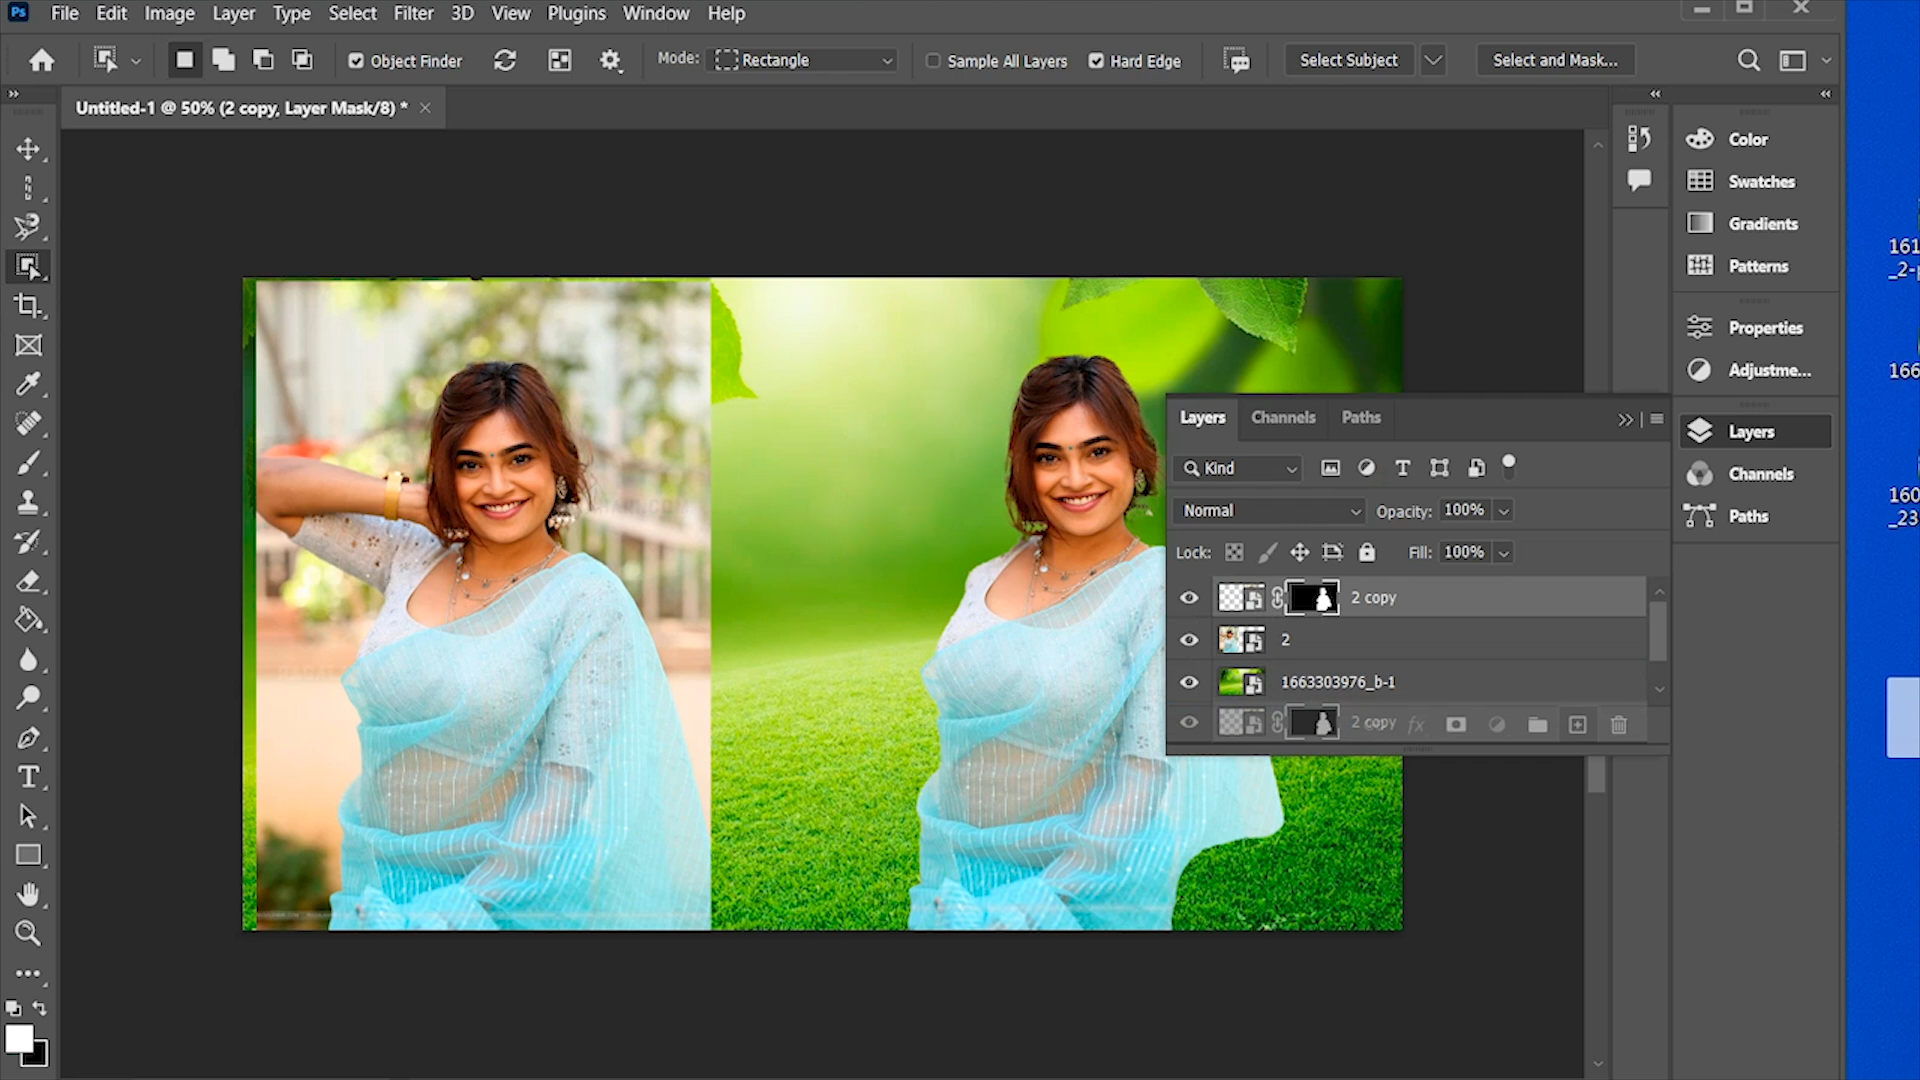 Ps File Edit Image Layer Type Select Filter 3D View Plugins Window Help
Object Finder Mode: Rectangle Sample All Layers Hard Edge Select Subject Select and Mask...
Untitled-1 @ 50% (2 copy, Layer Mask/8) *
Color
Swatches
Gradients
Patterns
Properties
Adjustme...
Layers
Channels
Paths
Layers Channels Paths
Kind
Normal Opacity: 100%
Lock: Fill: 100%
2 copy
2
1663303976_b-1
2 copy fx
161
_2-p
166
160
_23